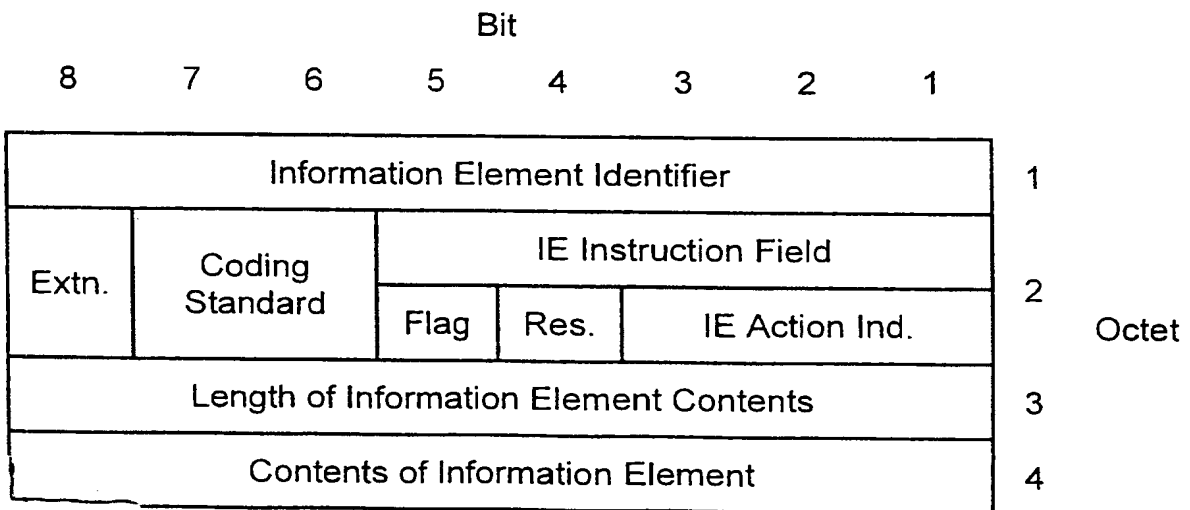 Bit
8 7 6 5 4 3 2 1
Information Element Identifier 1
Extn. Coding Standard IE Instruction Field 2
Flag Res. IE Action Ind.
Octet
Length of Information Element Contents 3
Contents of Information Element 4